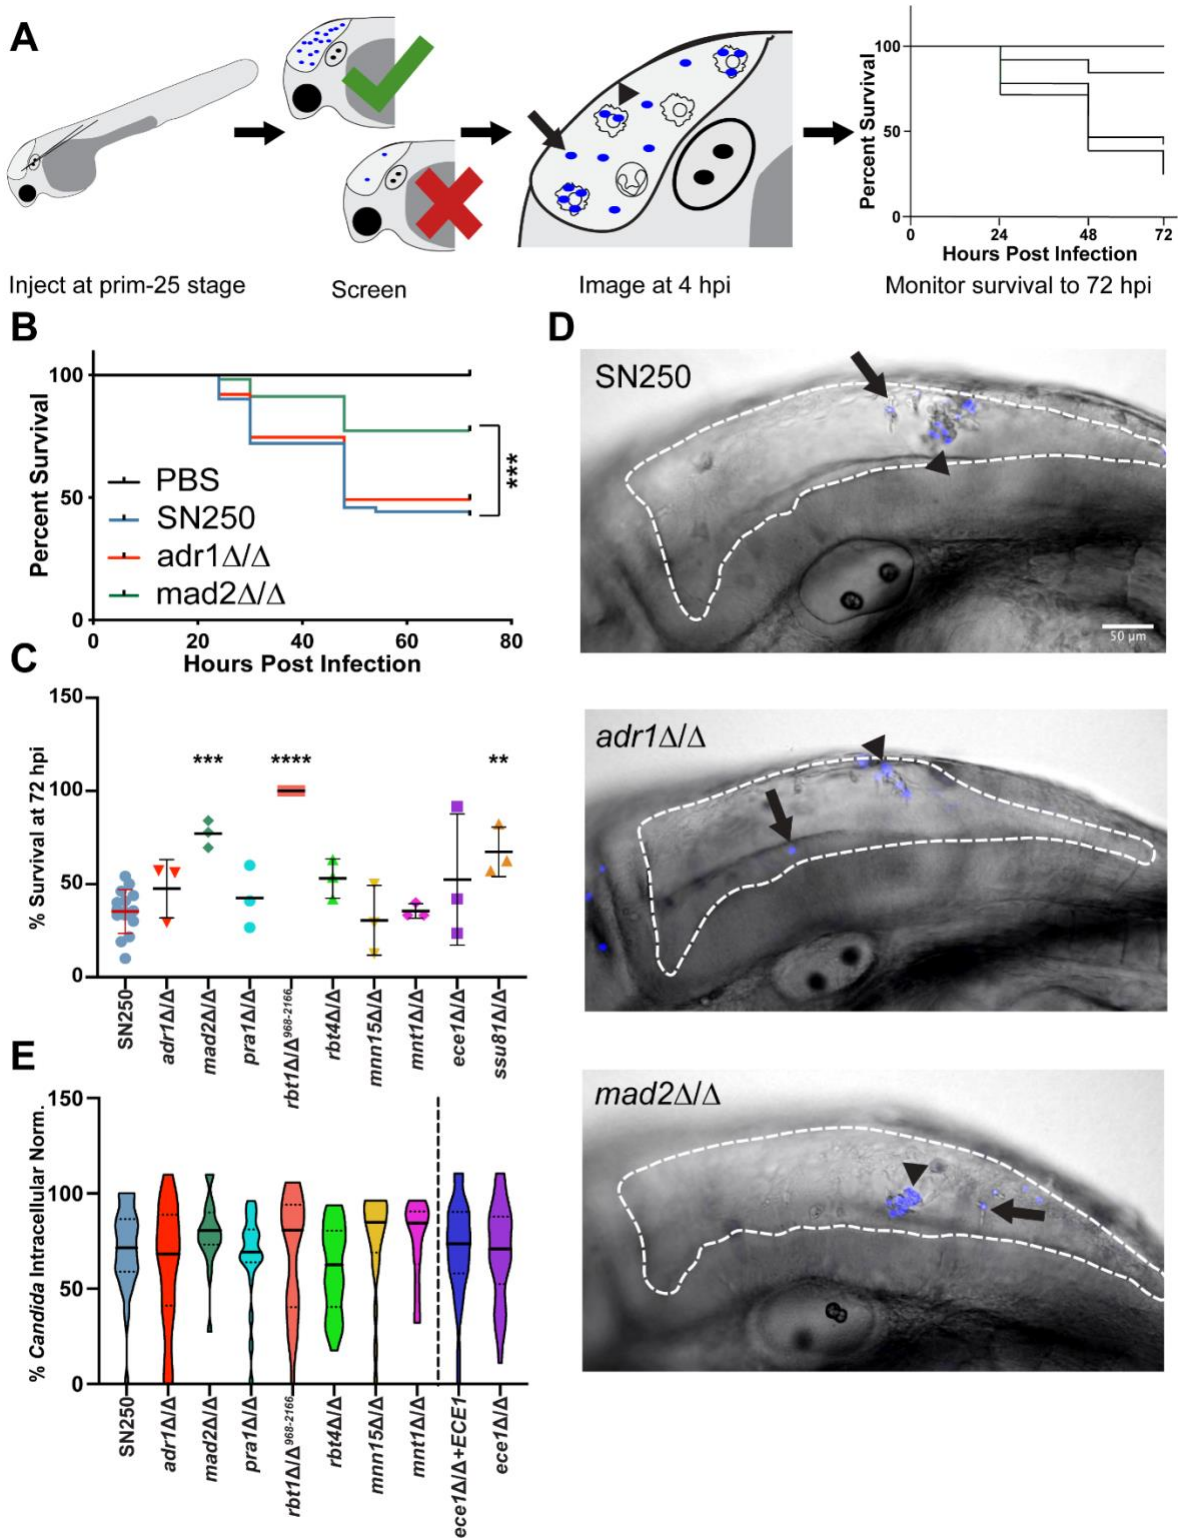 A
Inject at prim-25 stage
Screen
Image at 4 hpi
Percent Survival
100
50
0
0 24 48 72
Hours Post Infection
Monitor survival to 72 hpi
B
Percent Survival
100
50
0
PBS
SN250
adr1Δ/Δ
mad2Δ/Δ
***
0 20 40 60 80
Hours Post Infection
C
% Survival at 72 hpi
150
100
50
0
*** **** **
SN250
adr1Δ/Δ
mad2Δ/Δ
pra1Δ/Δ
rbt1Δ/Δ968-2166
rbt4Δ/Δ
mnn15Δ/Δ
mnt1Δ/Δ
ece1Δ/Δ
ssu81Δ/Δ
D
SN250
50 µm
adr1Δ/Δ
mad2Δ/Δ
E
% Candida Intracellular Norm.
150
100
50
0
SN250
adr1Δ/Δ
mad2Δ/Δ
pra1Δ/Δ
rbt1Δ/Δ968-2166
rbt4Δ/Δ
mnn15Δ/Δ
mnt1Δ/Δ
ece1Δ/Δ+ECE1
ece1Δ/Δ